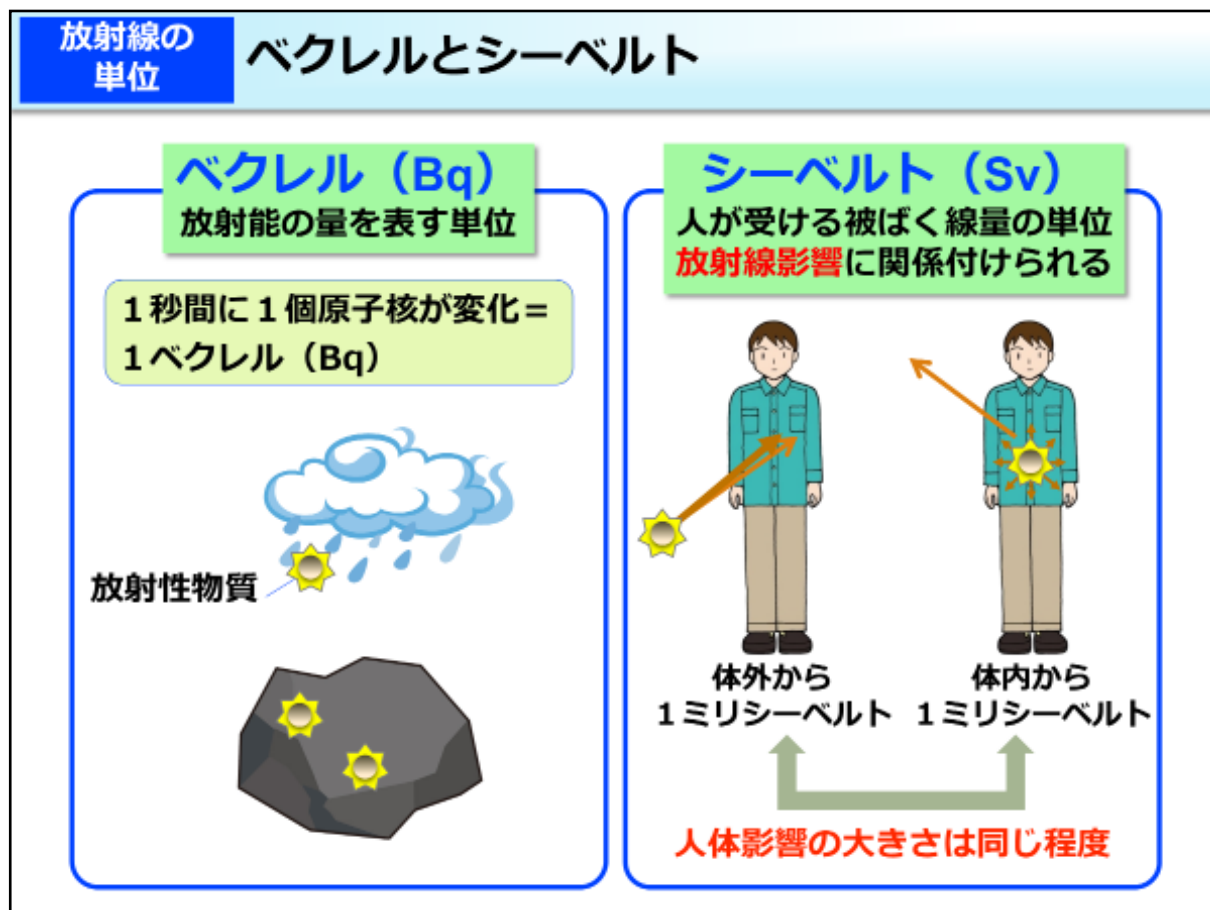 放射線の
単位
ベクレルとシーベルト
ベクレル（Bq）
放射能の量を表す単位
１秒間に１個原子核が変化＝
１ベクレル（Bq）
放射性物質
シーベルト（Sv）
人が受ける被ばく線量の単位
放射線影響に関係付けられる
体外から
１ミリシーベルト
体内から
１ミリシーベルト
人体影響の大きさは同じ程度